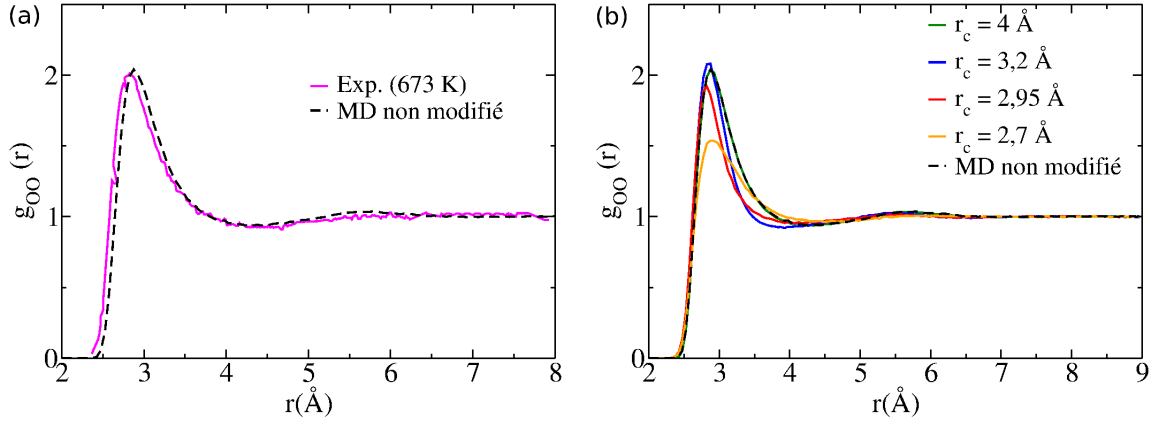 (a)
2
1
0
g_OO (r)
Exp. (673 K)
MD non modifié
2 3 4 5 6 7 8
r(Å)
(b)
2
1
0
g_OO (r)
r_c = 4 Å
r_c = 3,2 Å
r_c = 2,95 Å
r_c = 2,7 Å
MD non modifié
2 3 4 5 6 7 8 9
r(Å)